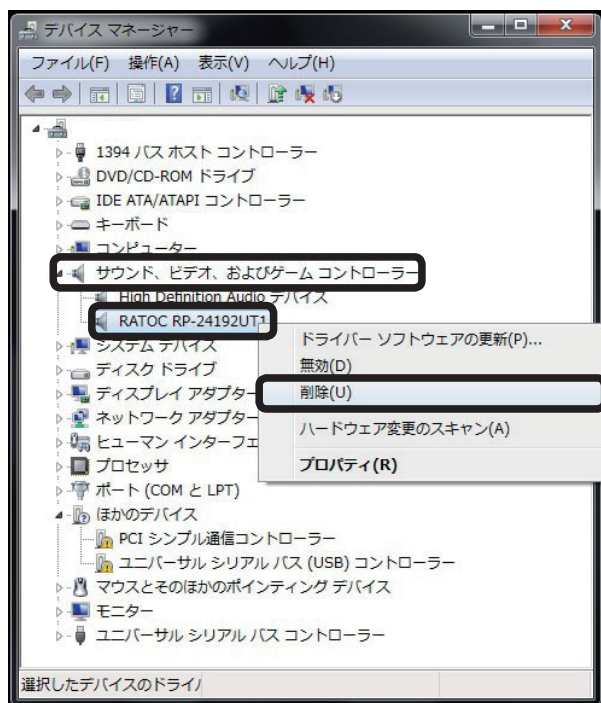 デバイス マネージャー
ファイル(F) 操作(A) 表示(V) ヘルプ(H)
1394 バス ホスト コントローラー
DVD/CD-ROM ドライブ
IDE ATA/ATAPI コントローラー
キーボード
コンピューター
サウンド、ビデオ、およびゲーム コントローラー
High Definition Audio デバイス
RATOC RP-24192UT1
ドライバー ソフトウェアの更新(P)...
システム デバイス
無効(D)
ディスク ドライブ
ディスプレイ アダプター
削除(U)
ネットワーク アダプター
ハードウェア変更のスキャン(A)
ヒューマン インターフェ
プロセッサ
プロパティ(R)
ポート (COM と LPT)
ほかのデバイス
PCI シンプル通信コントローラー
ユニバーサル シリアル バス (USB) コントローラー
マウスとそのほかのポインティング デバイス
モニター
ユニバーサル シリアル バス コントローラー
選択したデバイスのドライ